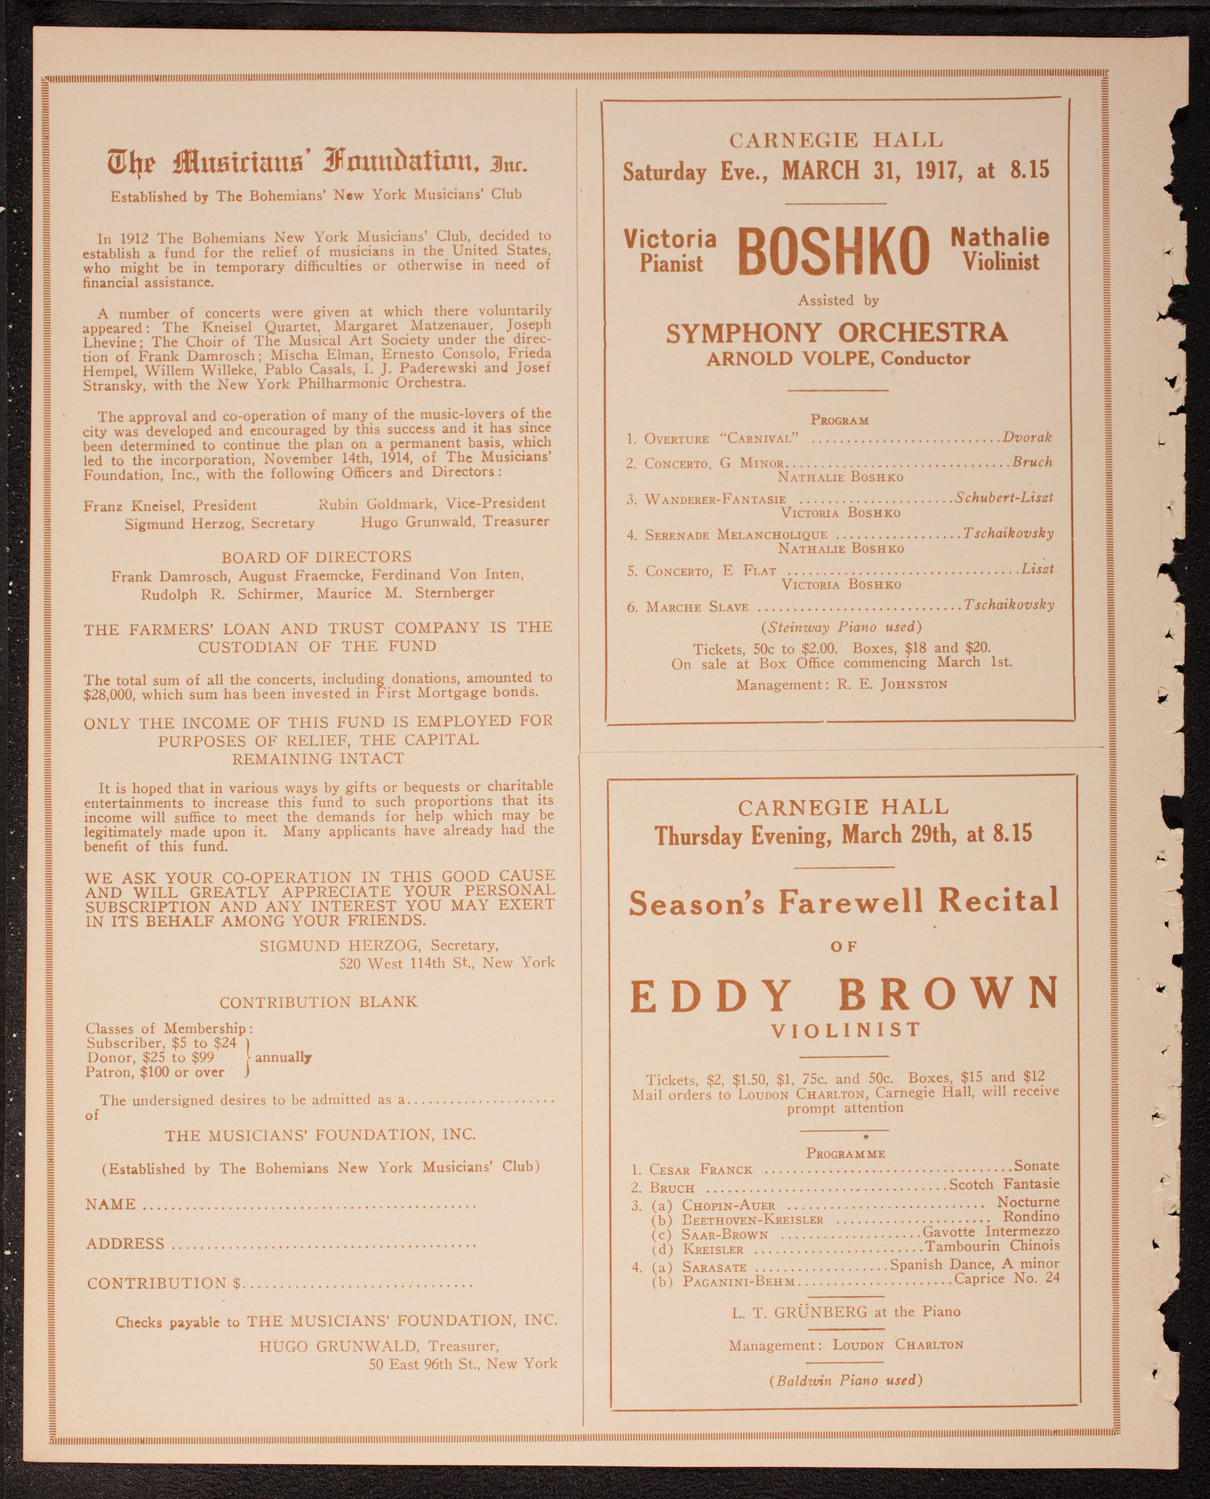 The Musicians' Foundation, Inc.
Established by The Bohemians' New York Musicians' Club
In 1912 The Bohemians New York Musicians' Club, decided to
establish a fund for the relief of musicians in the United States,
who might be in temporary difficulties or otherwise in need of
financial assistance.
A number of concerts were given at which there voluntarily
appeared: The Kneisel Quartet, Margaret Matzenauer, Joseph
Lhevine; The Choir of The Musical Art Society under the direc-
tion of Frank Damrosch; Mischa Elman, Ernesto Consolo, Frieda
Hempel, Willem Willeke, Pablo Casals, I. J. Paderewski and Josef
Stransky, with the New York Philharmonic Orchestra.
The approval and co-operation of many of the music-lovers of the
city was developed and encouraged by this success and it has since
been determined to continue the plan on a permanent basis, which
led to the incorporation, November 14th, 1914, of The Musicians'
Foundation, Inc., with the following Officers and Directors:
Franz Kneisel, President Rubin Goldmark, Vice-President
Sigmund Herzog, Secretary Hugo Grunwald, Treasurer
BOARD OF DIRECTORS
Frank Damrosch, August Fraemcke, Ferdinand Von Inten,
Rudolph R. Schirmer, Maurice M. Sternberger
THE FARMERS' LOAN AND TRUST COMPANY IS THE
CUSTODIAN OF THE FUND
The total sum of all the concerts, including donations, amounted to
$28,000, which sum has been invested in First Mortgage bonds.
ONLY THE INCOME OF THIS FUND IS EMPLOYED FOR
PURPOSES OF RELIEF, THE CAPITAL
REMAINING INTACT
It is hoped that in various ways by gifts or bequests or charitable
entertainments to increase this fund to such proportions that its
income will suffice to meet the demands for help which may be
legitimately made upon it. Many applicants have already had the
benefit of this fund.
WE ASK YOUR CO-OPERATION IN THIS GOOD CAUSE
AND WILL GREATLY APPRECIATE YOUR PERSONAL
SUBSCRIPTION AND ANY INTEREST YOU MAY EXERT
IN ITS BEHALF AMONG YOUR FRIENDS.
SIGMUND HERZOG, Secretary,
520 West 114th St., New York
CONTRIBUTION BLANK
Classes of Membership:
Subscriber, $5 to $24
Donor, $25 to $99 } annually
Patron, $100 or over
The undersigned desires to be admitted as a.....................
of
THE MUSICIANS' FOUNDATION, INC.
(Established by The Bohemians New York Musicians' Club)
NAME ...............................................
ADDRESS ...........................................
CONTRIBUTION $................................
Checks payable to THE MUSICIANS' FOUNDATION, INC.
HUGO GRUNWALD, Treasurer,
50 East 96th St., New York
CARNEGIE HALL
Saturday Eve., MARCH 31, 1917, at 8.15
Victoria BOSHKO Nathalie
Pianist Violinist
Assisted by
SYMPHONY ORCHESTRA
ARNOLD VOLPE, Conductor
PROGRAM
1. OVERTURE "CARNIVAL" ...........................Dvorak
2. CONCERTO, G MINOR...............................Bruch
NATHALIE BOSHKO
3. WANDERER-FANTASIE .....................Schubert-Liszt
VICTORIA BOSHKO
4. SERENADE MELANCHOLIQUE .................Tschaikovsky
NATHALIE BOSHKO
5. CONCERTO, E FLAT ................................Liszt
VICTORIA BOSHKO
6. MARCHE SLAVE ............................Tschaikovsky
(Steinway Piano used)
Tickets, 50c to $2.00. Boxes, $18 and $20.
On sale at Box Office commencing March 1st.
Management: R. E. JOHNSTON
CARNEGIE HALL
Thursday Evening, March 29th, at 8.15
Season's Farewell Recital
OF
EDDY BROWN
VIOLINIST
Tickets, $2, $1.50, $1, 75c. and 50c. Boxes, $15 and $12
Mail orders to LOUDON CHARLTON, Carnegie Hall, will receive
prompt attention
PROGRAMME
1. CESAR FRANCK ..................................Sonate
2. BRUCH .................................Scotch Fantasie
3. (a) CHOPIN-AUER ............................ Nocturne
(b) BEETHOVEN-KREISLER ...................... Rondino
(c) SAAR-BROWN ....................Gavotte Intermezzo
(d) KREISLER ........................Tambourin Chinois
4. (a) SARASATE ...................Spanish Dance, A minor
(b) PAGANINI-BEHM......................Caprice No. 24
L. T. GRÜNBERG at the Piano
Management: LOUDON CHARLTON
(Baldwin Piano used)